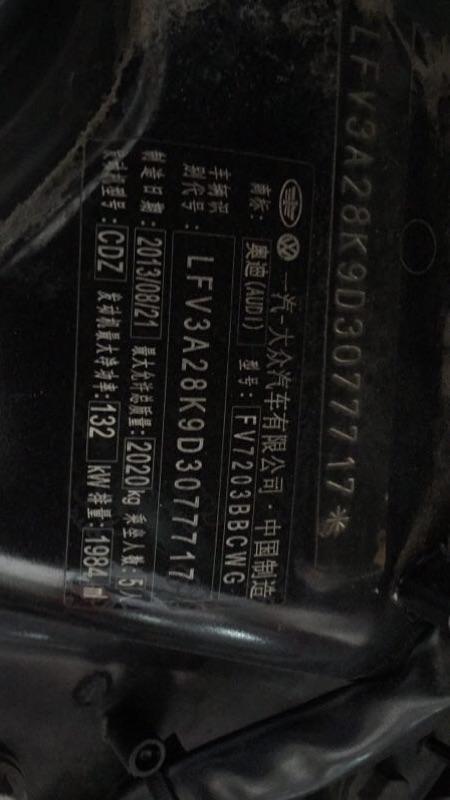 LFV3A28K9D3077717*
一汽-大众汽车有限公司·中国制造
商标: 奥迪(AUDI) 型号: FV7203BBCWG
车辆识别代号: LFV3A28K9D3077717
制造日期: 2013/08/21 最大允许总质量: 2020kg 乘坐人数: 5人
发动机型号: CDZ 发动机最大净功率: 132 kW 排量: 1984